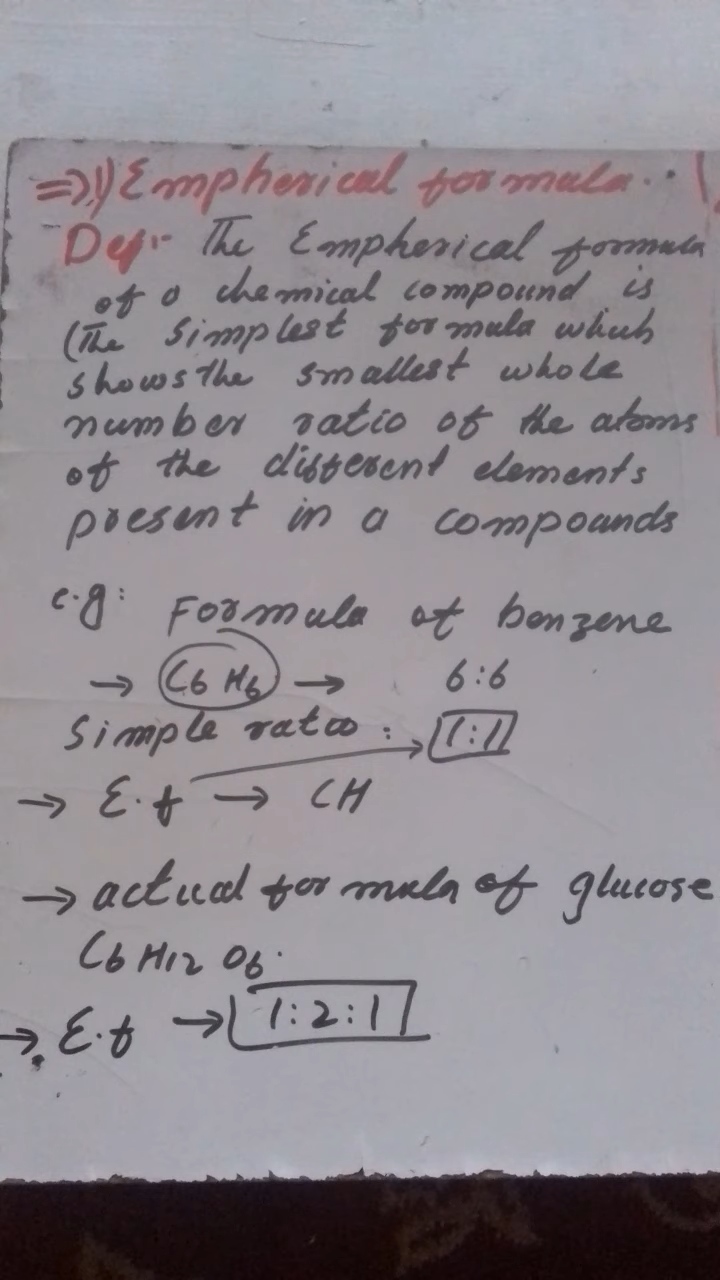 ⇒1) Empherical formula..
Def:- The Empherical formula
of a chemical compound is
(The simplest formula which
shows the smallest whole
number ratio of the atoms
of the different elements
present in a compounds
e.g: Formula of benzene
→ C6 H6 → 6:6
Simple ratio : 1:1
→ E.f → CH
→ actual formula of glucose
C6 H12 O6.
→ E.f → 1:2:1